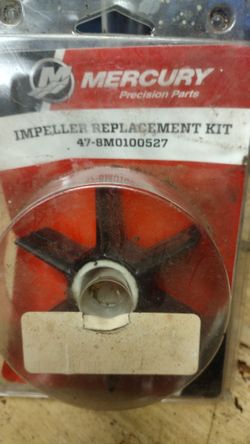 MERCURY
Precision Parts
IMPELLER REPLACEMENT KIT
47-8M0100527